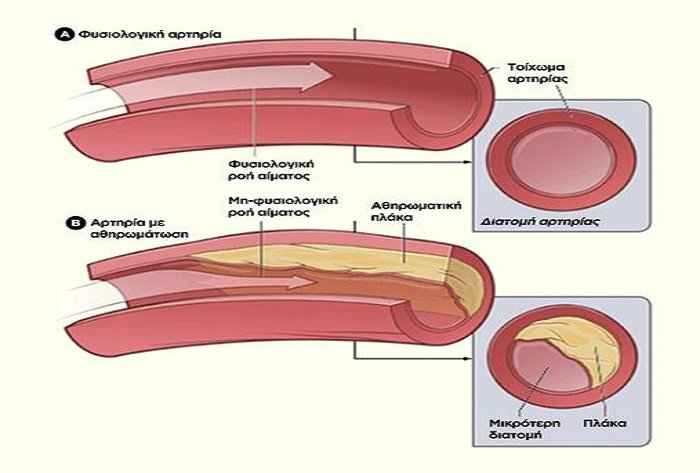 A Φυσιολογική αρτηρία
Τοίχωμα
αρτηρίας
Φυσιολογική
ροή αίματος
Διατομή αρτηρίας
B Αρτηρία με
αθηρωμάτωση
Μη-φυσιολογική
ροή αίματος
Αθηρωματική
πλάκα
Μικρότερη
διατομή
Πλάκα